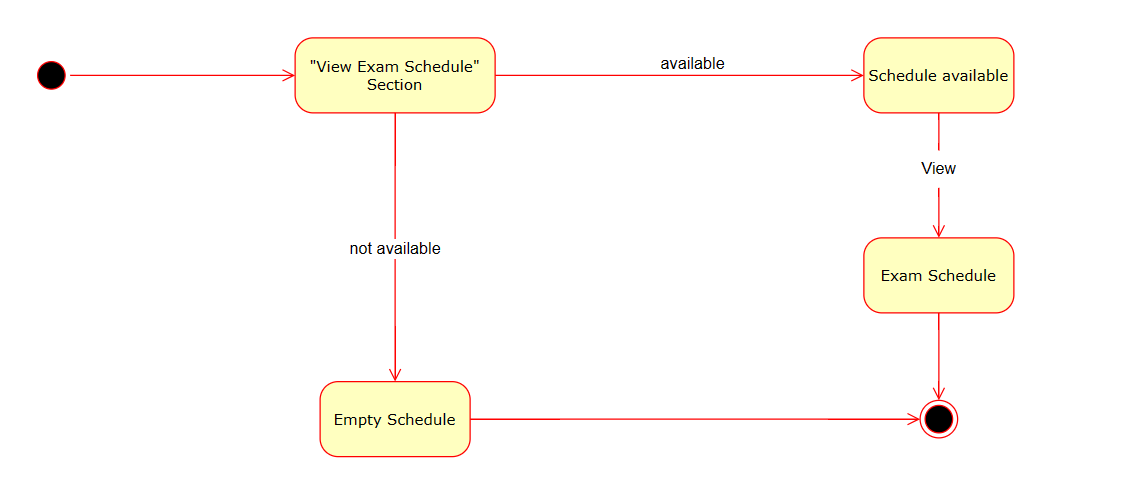 "View Exam Schedule"
Section
available
Schedule available
View
not available
Exam Schedule
Empty Schedule